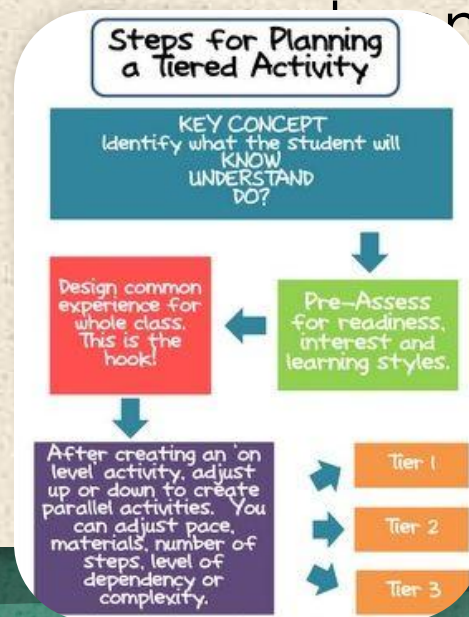 Steps for Planning
a Tiered Activity
KEY CONCEPT
Identify what the student will
KNOW
UNDERSTAND
DO?
Pre-Assess
for readiness,
interest and
learning styles.
Design common
experience for
whole class.
This is the
hook!
After creating an 'on
level' activity, adjust
up or down to create
parallel activities. You
can adjust pace,
materials, number of
steps, level of
dependency or
complexity.
Tier 1
Tier 2
Tier 3